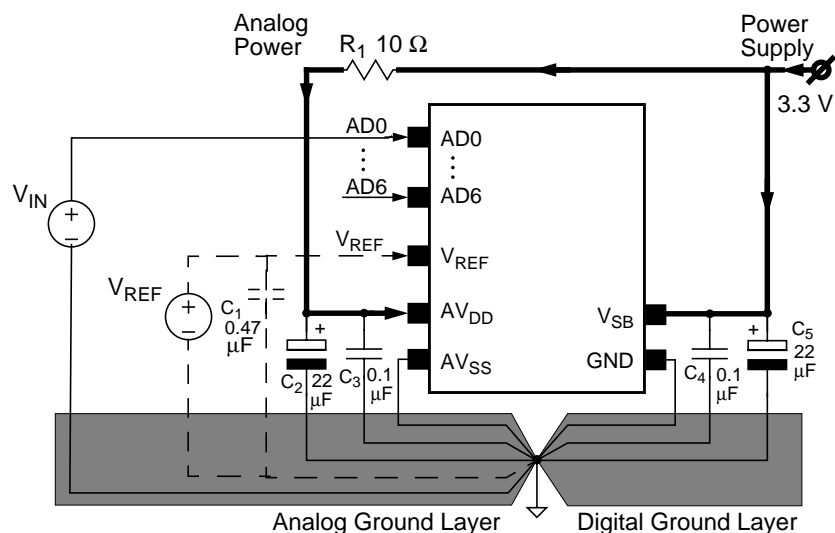 Analog
Power
R1 10 Ω
Power
Supply
3.3 V
AD0
AD0
AD6
AD6
VIN
VREF
VREF
VREF
C1
0.47
μF
AVDD
VSB
+
C2 22
μF
C3 0.1
μF
AVSS
GND
C4 0.1
μF
+
C5
22
μF
+
−
+
−
Analog Ground Layer
Digital Ground Layer